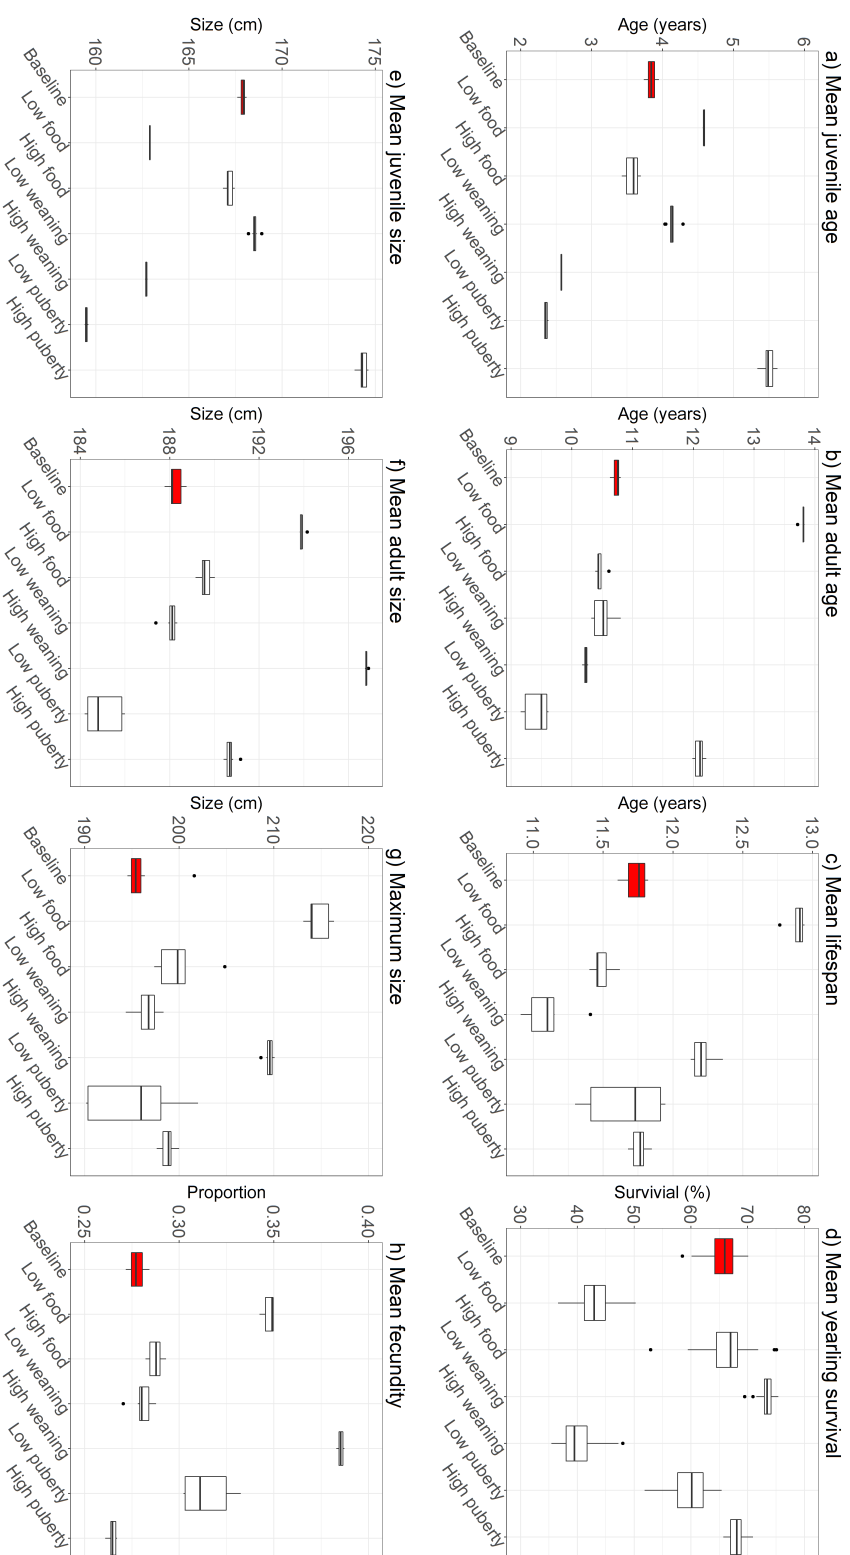 a) Mean juvenile age
Age (years)
2
3
4
5
6
Baseline
Low food
High food
Low weaning
High weaning
Low puberty
High puberty
b) Mean adult age
Age (years)
9
10
11
12
13
14
Baseline
Low food
High food
Low weaning
High weaning
Low puberty
High puberty
c) Mean lifespan
Age (years)
11.0
11.5
12.0
12.5
13.0
Baseline
Low food
High food
Low weaning
High weaning
Low puberty
High puberty
d) Mean yearling survival
Survivial (%)
30
40
50
60
70
80
Baseline
Low food
High food
Low weaning
High weaning
Low puberty
High puberty
e) Mean juvenile size
Size (cm)
160
165
170
175
Baseline
Low food
High food
Low weaning
High weaning
Low puberty
High puberty
f) Mean adult size
Size (cm)
184
188
192
196
Baseline
Low food
High food
Low weaning
High weaning
Low puberty
High puberty
g) Maximum size
Size (cm)
190
200
210
220
Baseline
Low food
High food
Low weaning
High weaning
Low puberty
High puberty
h) Mean fecundity
Proportion
0.25
0.30
0.35
0.40
Baseline
Low food
High food
Low weaning
High weaning
Low puberty
High puberty